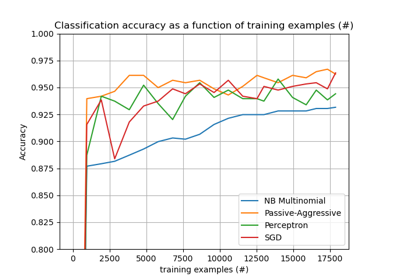 Classification accuracy as a function of training examples (#)
1.000
0.975
0.950
0.925
0.900
0.875
0.850
0.825
0.800
Accuracy
NB Multinomial
Passive-Aggressive
Perceptron
SGD
0 2500 5000 7500 10000 12500 15000 17500
training examples (#)